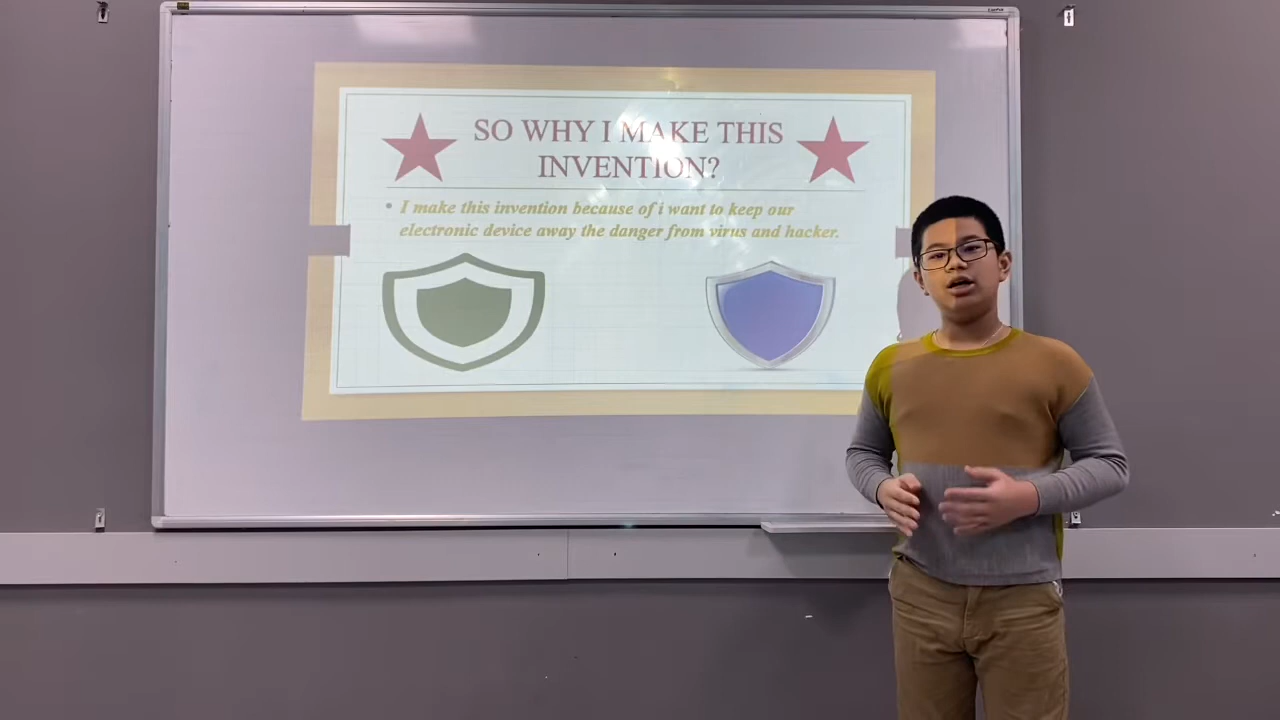 SO WHY I MAKE THIS
INVENTION?
• I make this invention because of i want to keep our
electronic device away the danger from virus and hacker.